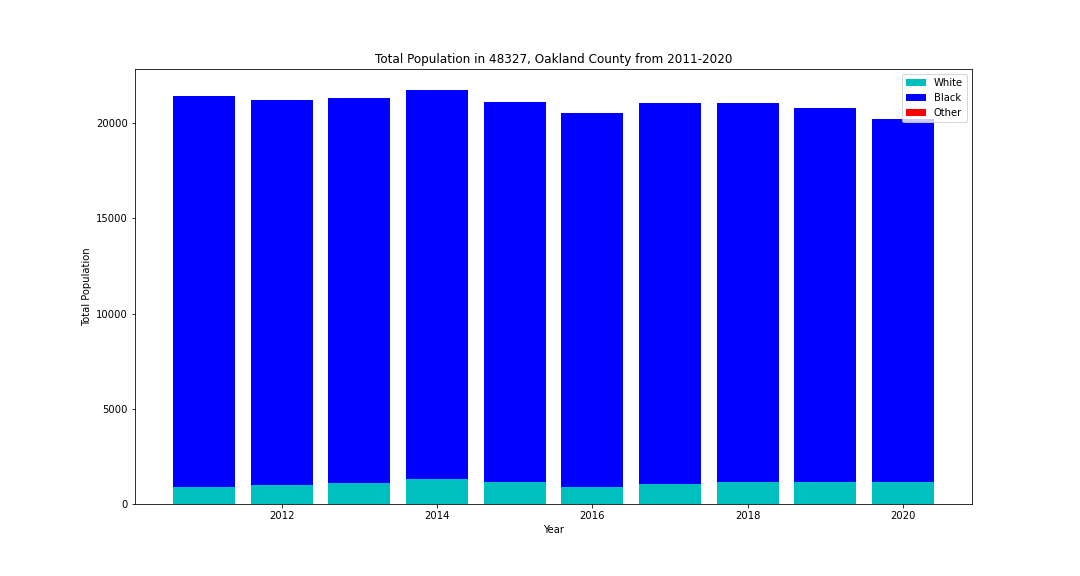 Total Population in 48327, Oakland County from 2011-2020
White
Black
Other
20000
15000
10000
5000
0
Total Population
2012
2014
2016
2018
2020
Year